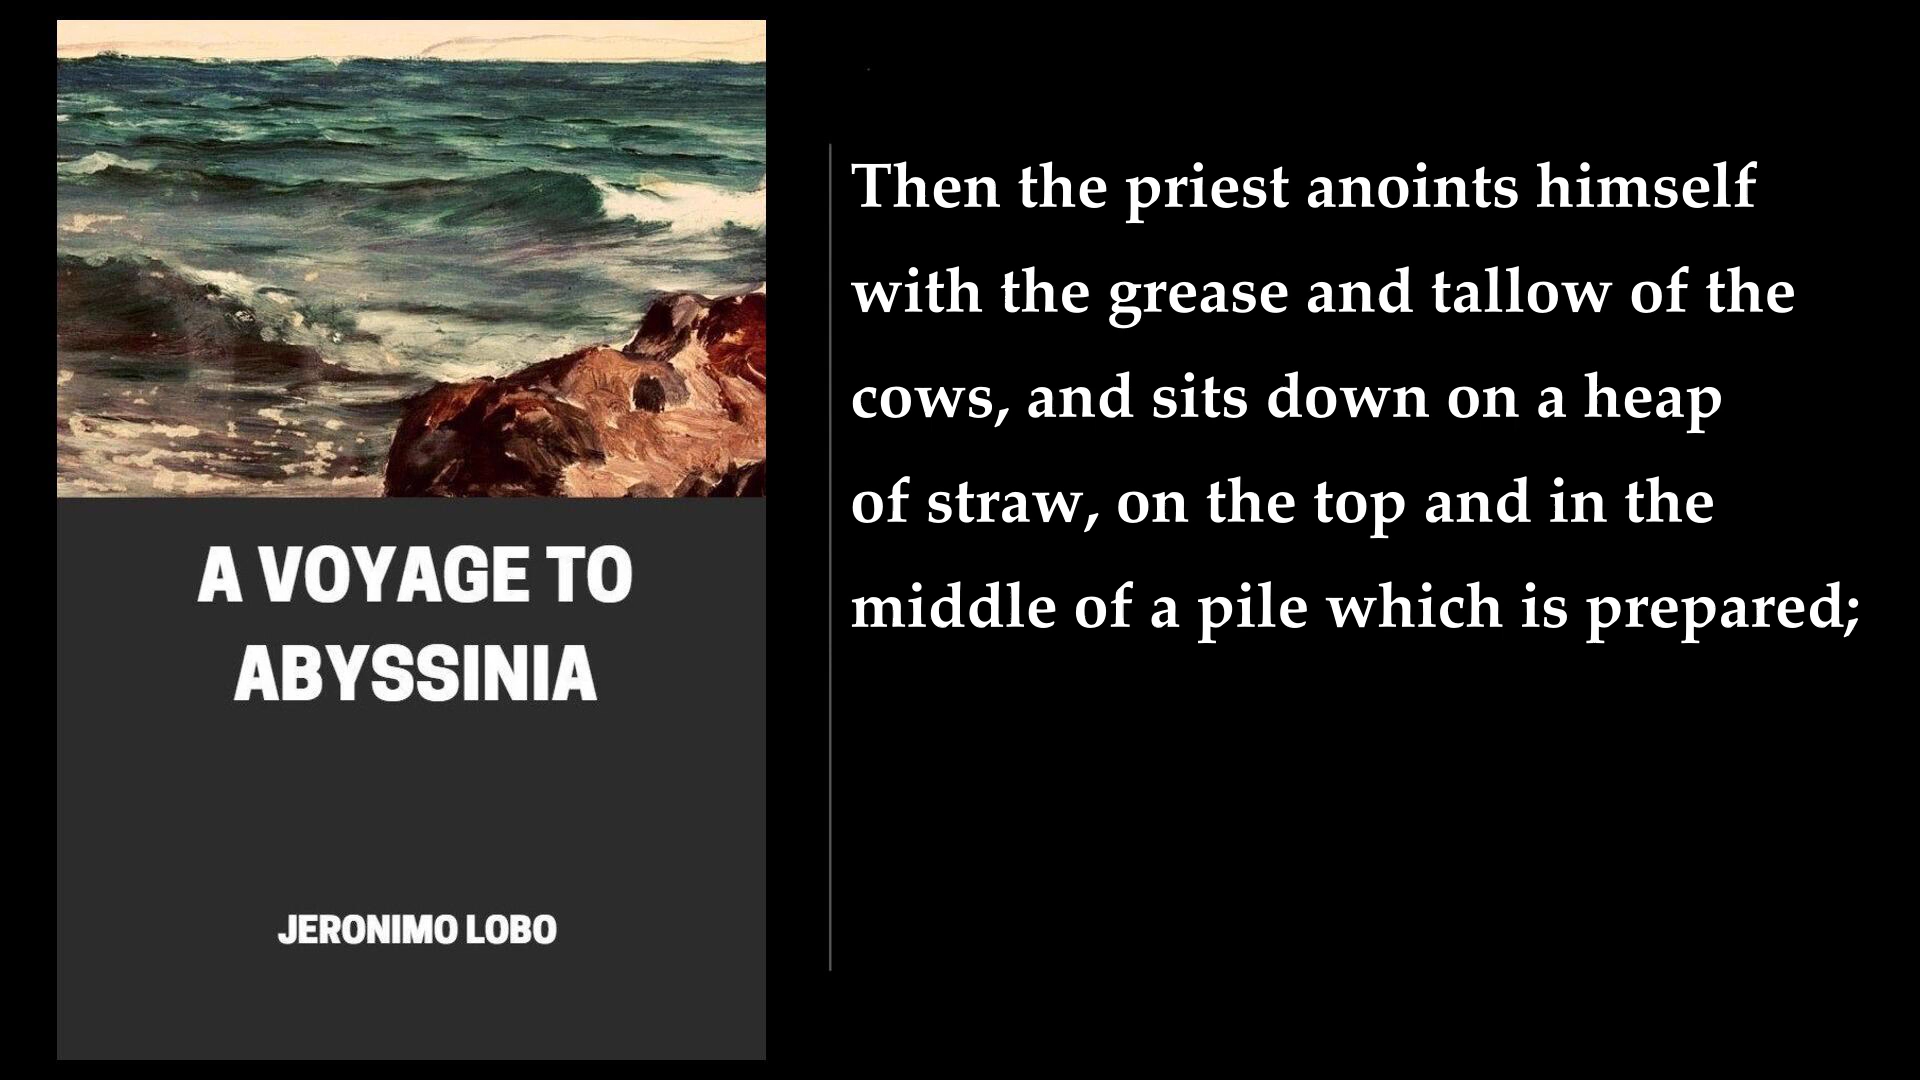 A VOYAGE TO
ABYSSINIA
JERONIMO LOBO
Then the priest anoints himself
with the grease and tallow of the
cows, and sits down on a heap
of straw, on the top and in the
middle of a pile which is prepared;